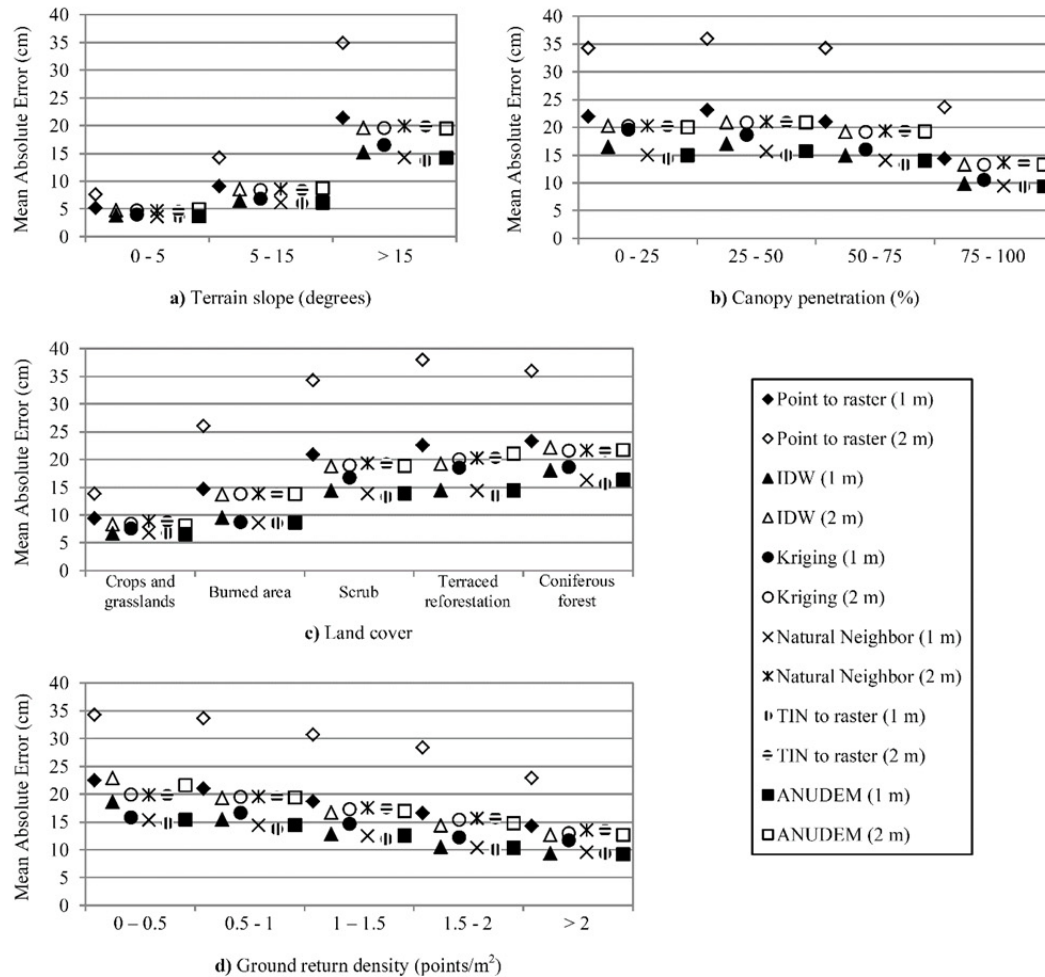 Mean Absolute Error (cm)
40
35
30
25
20
15
10
5
0
0 - 5
5 - 15
> 15
a) Terrain slope (degrees)
Mean Absolute Error (cm)
40
35
30
25
20
15
10
5
0
0 - 25
25 - 50
50 - 75
75 - 100
b) Canopy penetration (%)
Mean Absolute Error (cm)
40
35
30
25
20
15
10
5
0
Crops and
grasslands
Burned area
Scrub
Terraced
reforestation
Coniferous
forest
c) Land cover
Mean Absolute Error (cm)
40
35
30
25
20
15
10
5
0
0 – 0.5
0.5 - 1
1 – 1.5
1.5 - 2
> 2
d) Ground return density (points/m²)
Point to raster (1 m)
Point to raster (2 m)
IDW (1 m)
IDW (2 m)
Kriging (1 m)
Kriging (2 m)
Natural Neighbor (1 m)
Natural Neighbor (2 m)
TIN to raster (1 m)
TIN to raster (2 m)
ANUDEM (1 m)
ANUDEM (2 m)